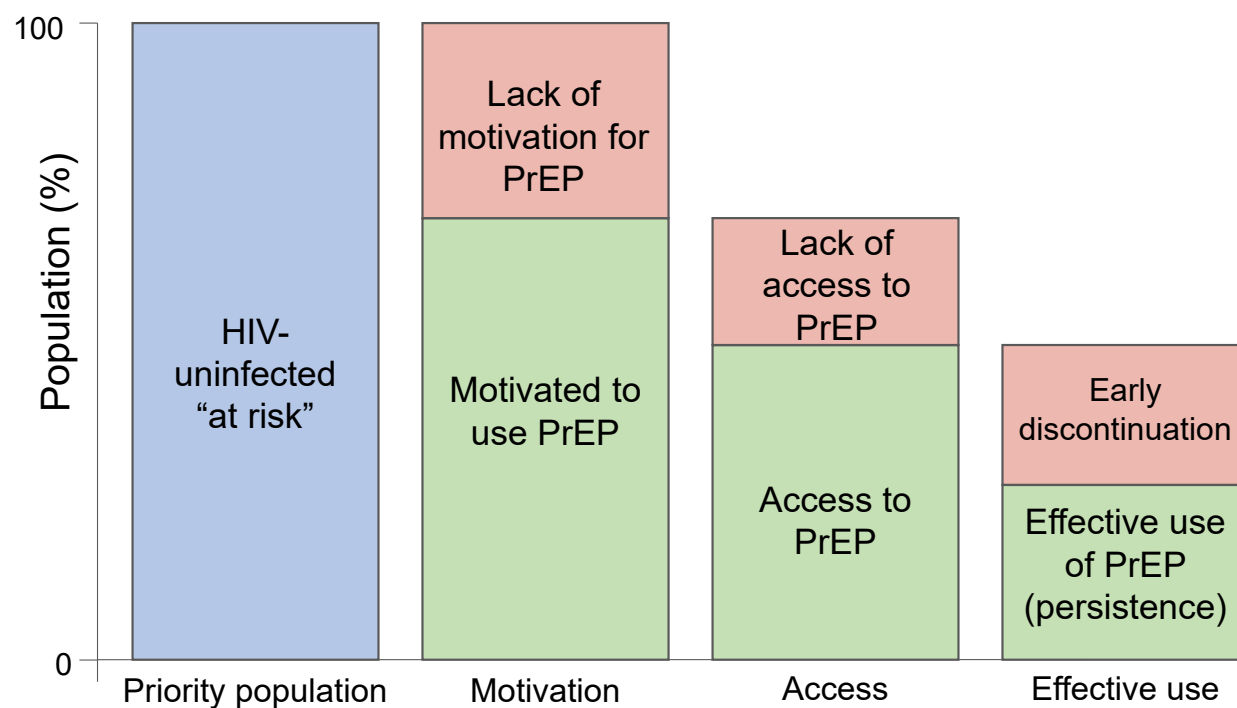 100
Population (%)
0
HIV-
uninfected
“at risk”
Priority population
Lack of
motivation for
PrEP
Motivated to
use PrEP
Motivation
Lack of
access to
PrEP
Access to
PrEP
Access
Early
discontinuation
Effective use
of PrEP
(persistence)
Effective use